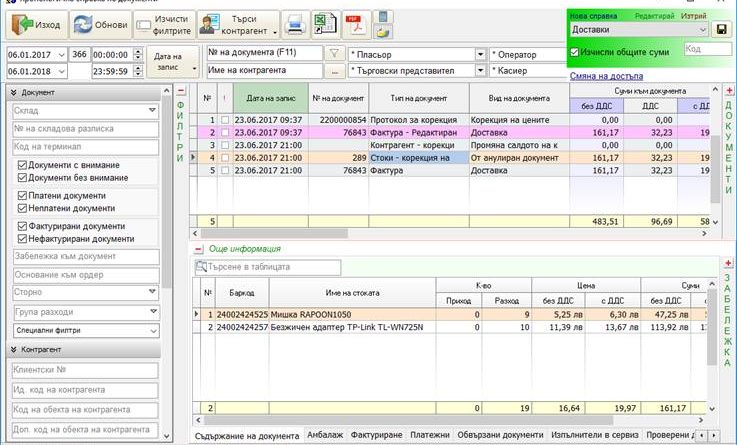 Изход
Обнови
Изчисти филтрите
Търси контрагент
Нова справка Редактирай Изтрий
Доставки
Изчисли общите суми Код
Смяна на достъпа
06.01.2017 366 00:00:00
06.01.2018 23:59:59
Дата на запис
№ на документа (F11)
Име на контрагента ...
* Пласьор * Оператор
* Търговски представител * Касиер
Документ
Склад
№ на складова разписка
Код на терминал
Документи с внимание
Документи без внимание
Платени документи
Неплатени документи
Фактурирани документи
Нефактурирани документи
Забележка към документ
Основание към ордер
Сторно
Група разходи
Специални филтри
Контрагент
Клиентски №
Ид. код на контрагента
Код на обекта на контрагента
Доп. код на обекта на контрагента
ФИЛТРИ
№ ! Дата на запис № на документ Тип на документ Вид на документа Суми към документа
без ДДС ДДС с ДДС
1 23.06.2017 09:37 2200000854 Протокол за корекция Корекция на цените 0,00 0,00
2 23.06.2017 09:37 76843 Фактура - Редактиран Доставка 161,17 32,23 19
3 23.06.2017 21:00 Контрагент - корекци Промяна салдото на к 0,00 0,00
4 23.06.2017 21:00 289 Стоки - корекция на От анулиран документ 161,17 32,23 19
5 23.06.2017 21:00 76843 Фактура Доставка 161,17 32,23 19
5 483,51 96,69 58
ДОКУМЕНТИ
Още информация
Търсене в таблицата
№ Баркод Име на стоката К-во Цена Суми
Приход Разход без ДДС с ДДС без ДДС
1 24002424525 Мишка RAPOON1050 0 9 5,25 лв 6,30 лв 47,25 лв
2 24002424257 Безжичен адаптер TP-Link TL-WN725N 0 10 11,39 лв 13,67 лв 113,92 лв
2 0 19 16,64 19,97 161,17
ЗАБЕЛЕЖКА
Съдържание на документа Амбалаж Фактуриране Платежни Обвързани документи Изпълнители в сервиз Проверени д